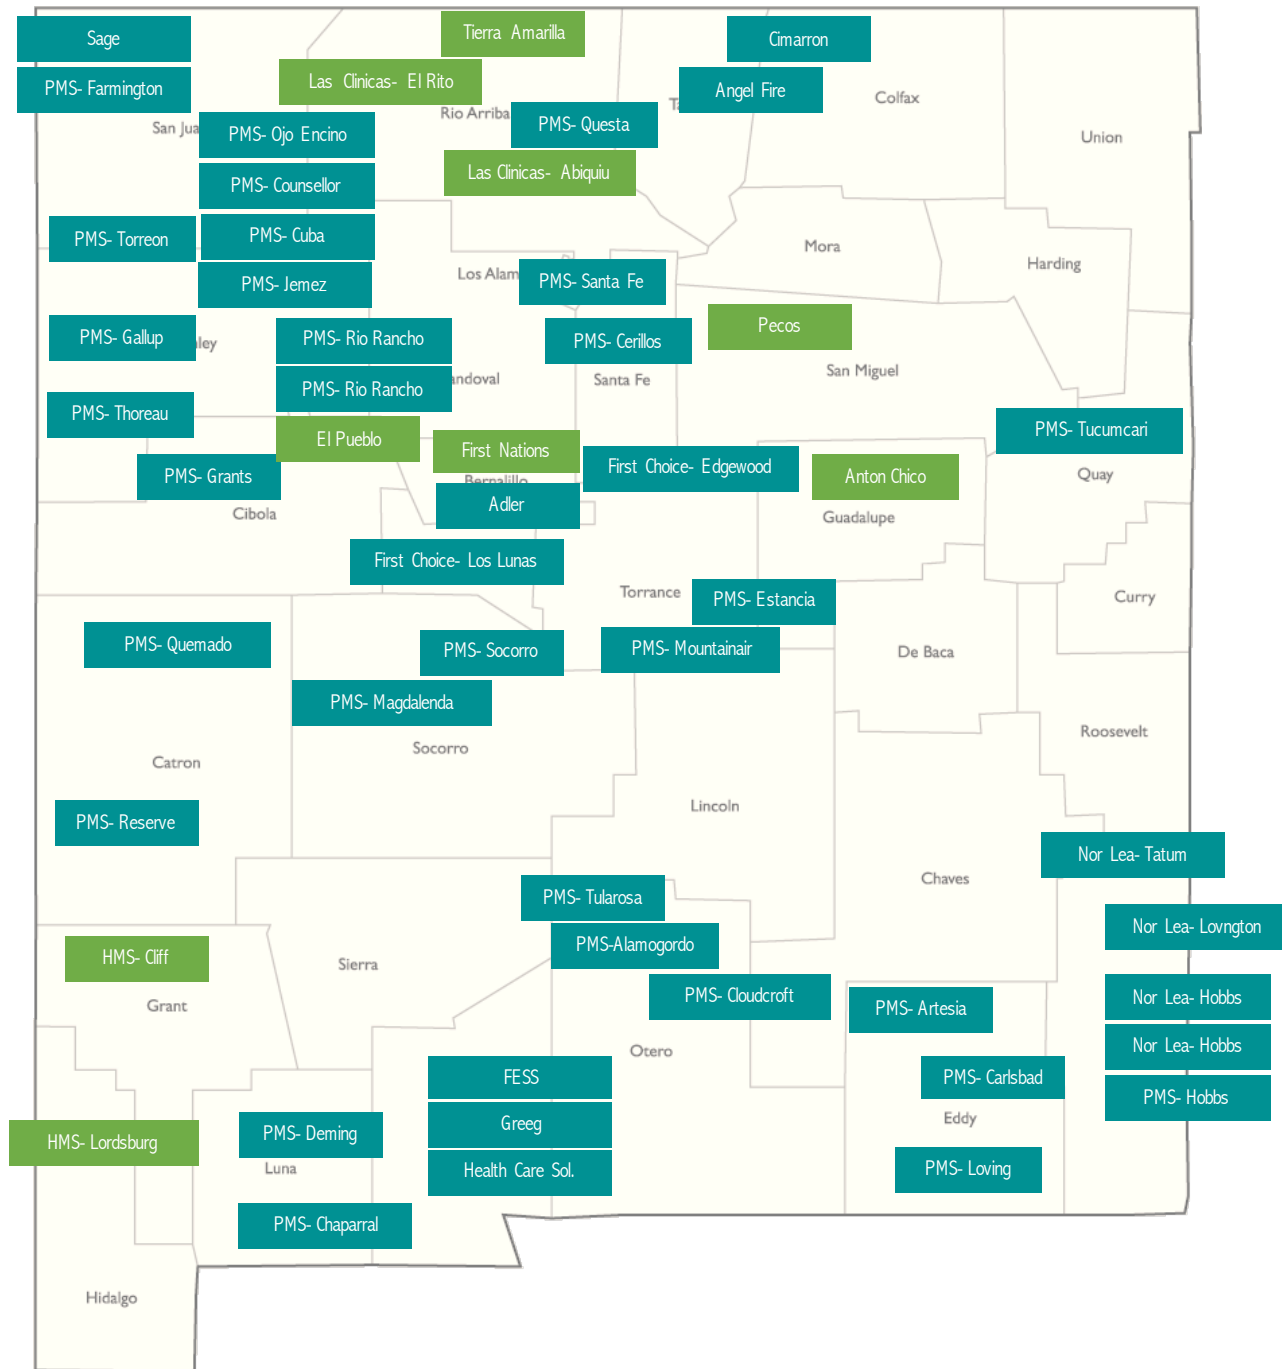 Sage
Tierra Amarilla
Cimarron
PMS- Farmington
Las Clinicas- El Rito
Angel Fire
Colfax
San Jua
Rio Arriba
PMS- Questa
Union
PMS- Ojo Encino
PMS- Counsellor
Las Clinicas- Abiquiu
PMS- Torreon
PMS- Cuba
Mora
Harding
PMS- Jemez
Los Alam
PMS- Santa Fe
PMS- Gallup
ley
PMS- Rio Rancho
PMS- Cerillos
Pecos
San Miguel
PMS- Rio Rancho
andoval
Santa Fe
PMS- Thoreau
El Pueblo
First Nations
PMS- Tucumcari
PMS- Grants
Bernalillo
First Choice- Edgewood
Anton Chico
Quay
Cibola
Adler
Guadalupe
First Choice- Los Lunas
Torrance
PMS- Estancia
Curry
PMS- Quemado
PMS- Socorro
PMS- Mountainair
De Baca
PMS- Magdalenda
Socorro
Roosevelt
Catron
Lincoln
PMS- Reserve
Nor Lea- Tatum
Chaves
PMS- Tularosa
Nor Lea- Lovngton
HMS- Cliff
Sierra
PMS-Alamogordo
Grant
PMS- Cloudcroft
PMS- Artesia
Nor Lea- Hobbs
Otero
Nor Lea- Hobbs
FESS
PMS- Carlsbad
PMS- Hobbs
Eddy
HMS- Lordsburg
PMS- Deming
Greeg
Luna
Health Care Sol.
PMS- Loving
PMS- Chaparral
Hidalgo